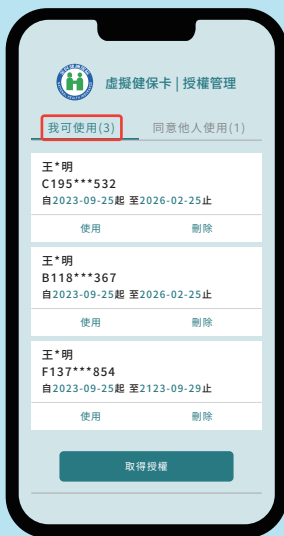 虛擬健保卡 | 授權管理
我可使用(3)
同意他人使用(1)
王*明
C195***532
自2023-09-25起 至2026-02-25止
使用
刪除
王*明
B118***367
自2023-09-25起 至2026-02-25止
使用
刪除
王*明
F137***854
自2023-09-25起 至2123-09-29止
使用
刪除
取得授權